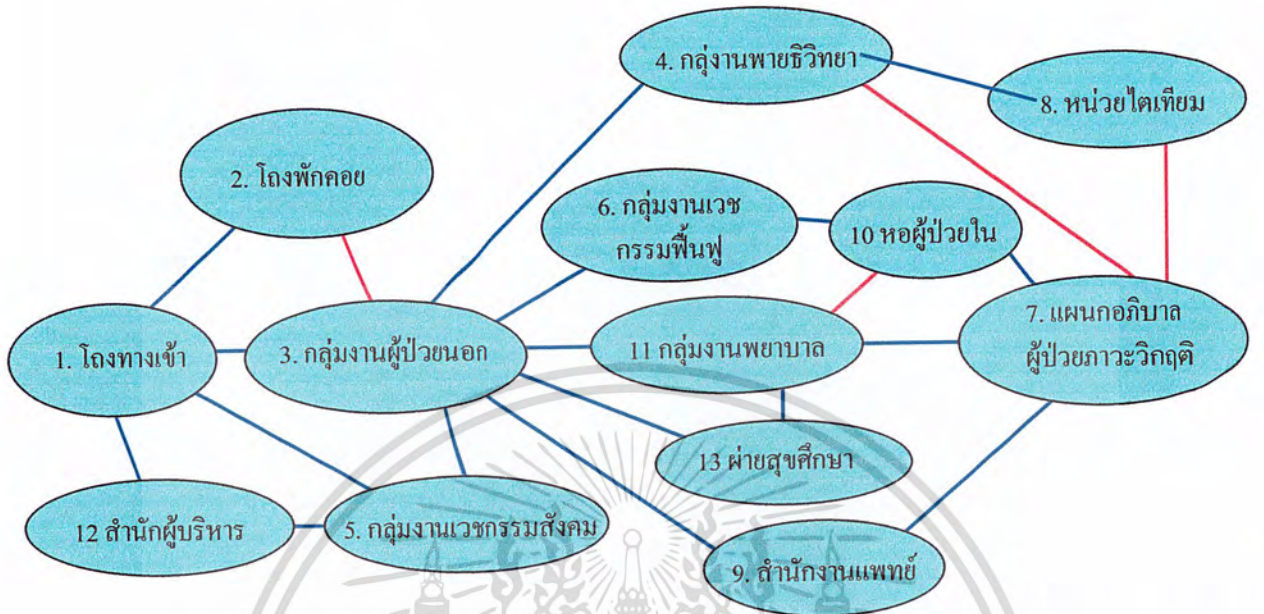 4. กลุ่งานพายธิวิทยา
8. หน่วยไตเทียม
2. โถงพักคอย
6. กลุ่มงานเวช
กรรมฟื้นฟู
10 หอผู้ป่วยใน
7. แผนกอภิบาล
ผู้ป่วยภาวะวิกฤติ
1. โถงทางเข้า
3. กลุ่มงานผู้ป่วยนอก
11 กลุ่มงานพยาบาล
13 ฝ่ายสุขศึกษา
12 สำนักผู้บริหาร
5. กลุ่มงานเวชกรรมสังคม
9. สำนักงานแพทย์